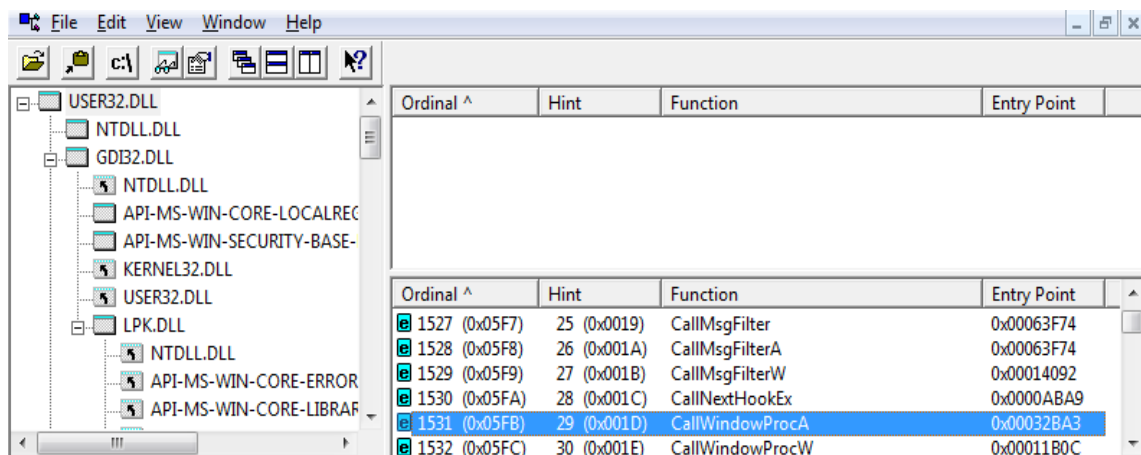 File Edit View Window Help
c:\
USER32.DLL
NTDLL.DLL
GDI32.DLL
NTDLL.DLL
API-MS-WIN-CORE-LOCALREG
API-MS-WIN-SECURITY-BASE-
KERNEL32.DLL
USER32.DLL
LPK.DLL
NTDLL.DLL
API-MS-WIN-CORE-ERROR
API-MS-WIN-CORE-LIBRAR
Ordinal ^ Hint Function Entry Point
Ordinal ^ Hint Function Entry Point
e 1527 (0x05F7) 25 (0x0019) CallMsgFilter 0x00063F74
e 1528 (0x05F8) 26 (0x001A) CallMsgFilterA 0x00063F74
e 1529 (0x05F9) 27 (0x001B) CallMsgFilterW 0x00014092
e 1530 (0x05FA) 28 (0x001C) CallNextHookEx 0x0000ABA9
e 1531 (0x05FB) 29 (0x001D) CallWindowProcA 0x00032BA3
e 1532 (0x05FC) 30 (0x001E) CallWindowProcW 0x00011B0C